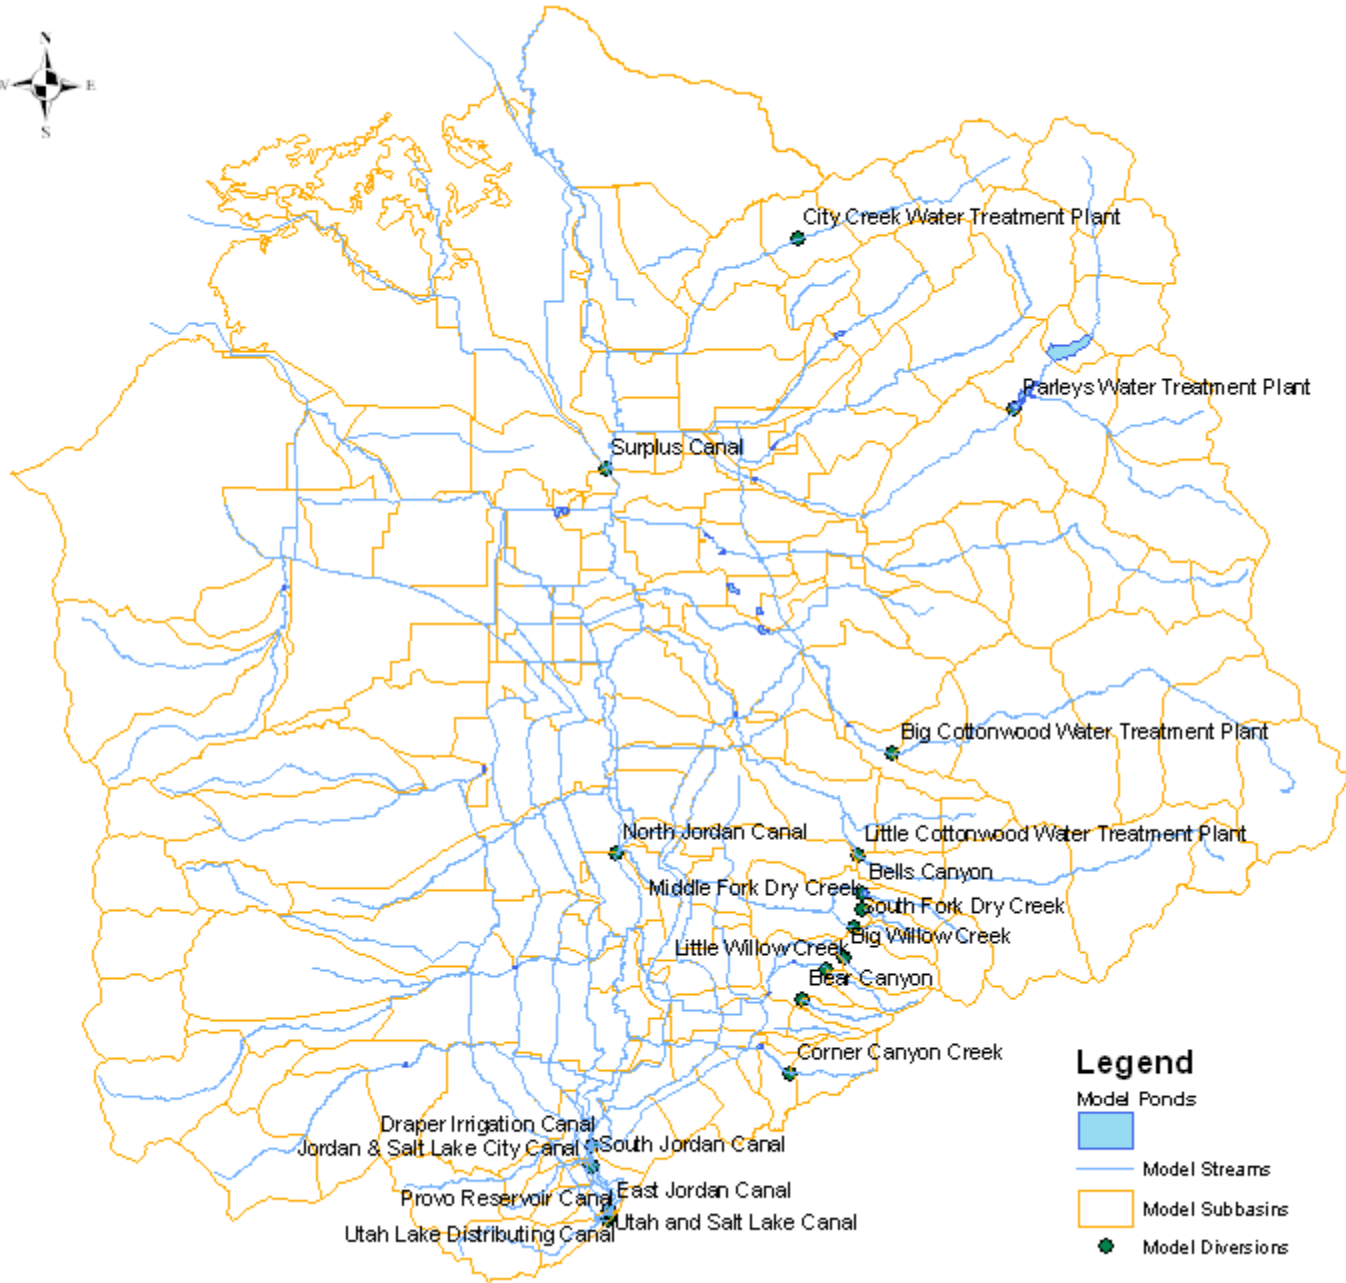 N
W
E
S
City Creek Water Treatment Plant
Parleys Water Treatment Plant
Surplus Canal
Big Cottonwood Water Treatment Plant
North Jordan Canal
Little Cottonwood Water Treatment Plant
Bells Canyon
Middle Fork Dry Creek
South Fork Dry Creek
Big Willow Creek
Little Willow Creek
Bear Canyon
Corner Canyon Creek
Legend
Model Ponds
Model Streams
Model Subbasins
Model Diversions
Draper Irrigation Canal
Jordan & Salt Lake City Canal
South Jordan Canal
Provo Reservoir Canal
East Jordan Canal
Utah and Salt Lake Canal
Utah Lake Distributing Canal